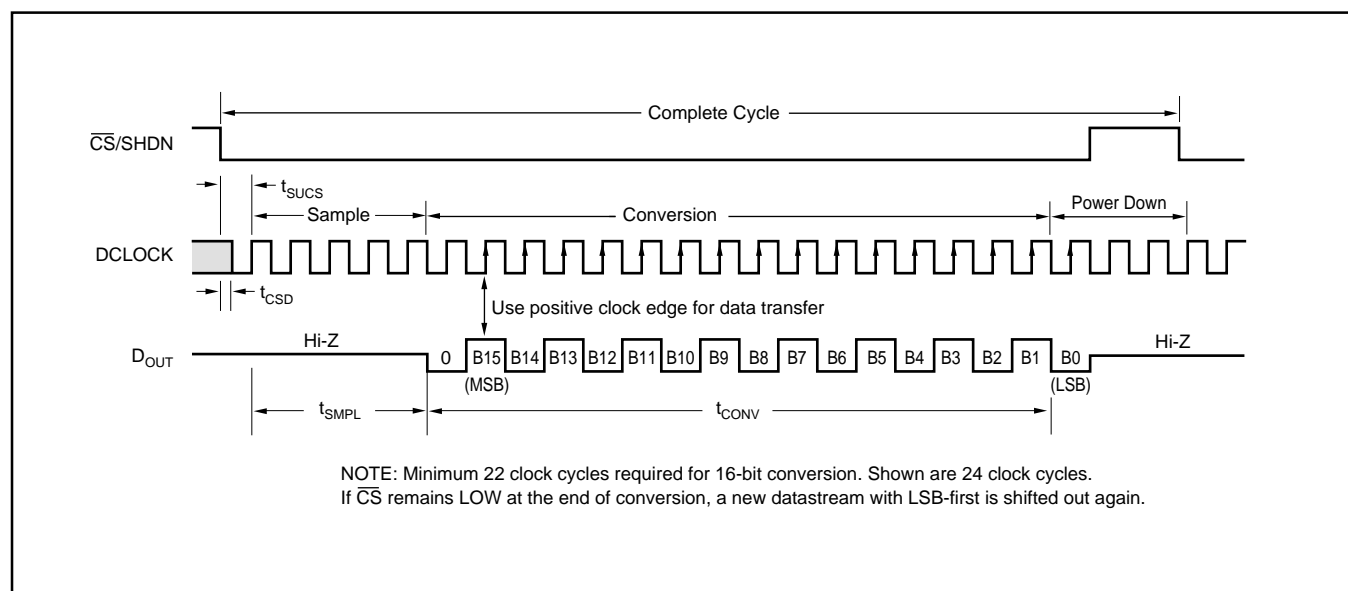 Complete Cycle
C̅S̅/SHDN
tSUCS
Sample
Conversion
Power Down
DCLOCK
tCSD
Use positive clock edge for data transfer
Hi-Z
Hi-Z
DOUT
0 B15 B14 B13 B12 B11 B10 B9 B8 B7 B6 B5 B4 B3 B2 B1 B0
(MSB)
(LSB)
tSMPL
tCONV
NOTE: Minimum 22 clock cycles required for 16-bit conversion. Shown are 24 clock cycles.
If C̅S̅ remains LOW at the end of conversion, a new datastream with LSB-first is shifted out again.